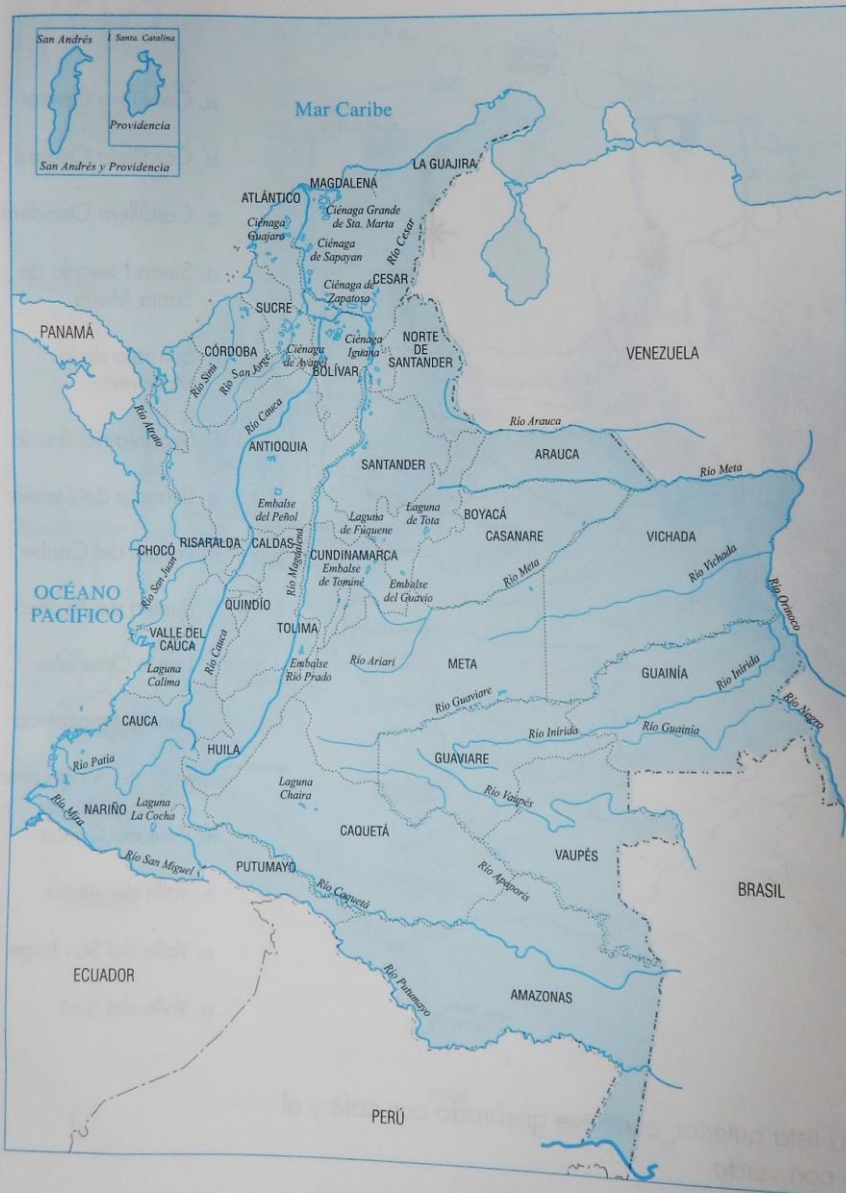 San Andrés
I. Santa. Catalina
Providencia
San Andrés y Providencia
Mar Caribe
LA GUAJIRA
MAGDALENA
ATLÁNTICO
Ciénaga Grande
de Sta. Marta
Ciénaga
Guajaro
Río Cesar
Ciénaga
de Sapayan
CESAR
Ciénaga de
Zapatosa
SUCRE
PANAMÁ
NORTE
DE
SANTANDER
VENEZUELA
CÓRDOBA
Ciénaga
de Ayapel
Ciénaga
Iguana
BOLÍVAR
Río Sinú
Río San Jorge
Río Cauca
Río Atrato
Río Arauca
ANTIOQUIA
ARAUCA
SANTANDER
Río Meta
Embalse
del Peñol
Laguna
de Fúquene
Laguna
de Tota
BOYACÁ
CASANARE
VICHADA
CHOCÓ
RISARALDA
CALDAS
CUNDINAMARCA
Río Magdalena
Embalse
de Tominé
Embalse
del Guavio
Río Meta
Río Vichada
Río San Juan
OCÉANO
PACÍFICO
Río Orinoco
QUINDÍO
VALLE DEL
CAUCA
Río Cauca
TOLIMA
Laguna
Calima
Embalse
Río Prado
Río Ariari
META
GUAINÍA
Río Inírida
Río Guaviare
Río Negro
CAUCA
Río Inírida
Río Guainía
HUILA
GUAVIARE
Río Patía
Laguna
Chaira
Río Vaupés
Río Mira
NARIÑO
Laguna
La Cocha
CAQUETÁ
VAUPÉS
Río San Miguel
PUTUMAYO
Río Caquetá
Río Apaporis
BRASIL
ECUADOR
Río Putumayo
AMAZONAS
PERÚ